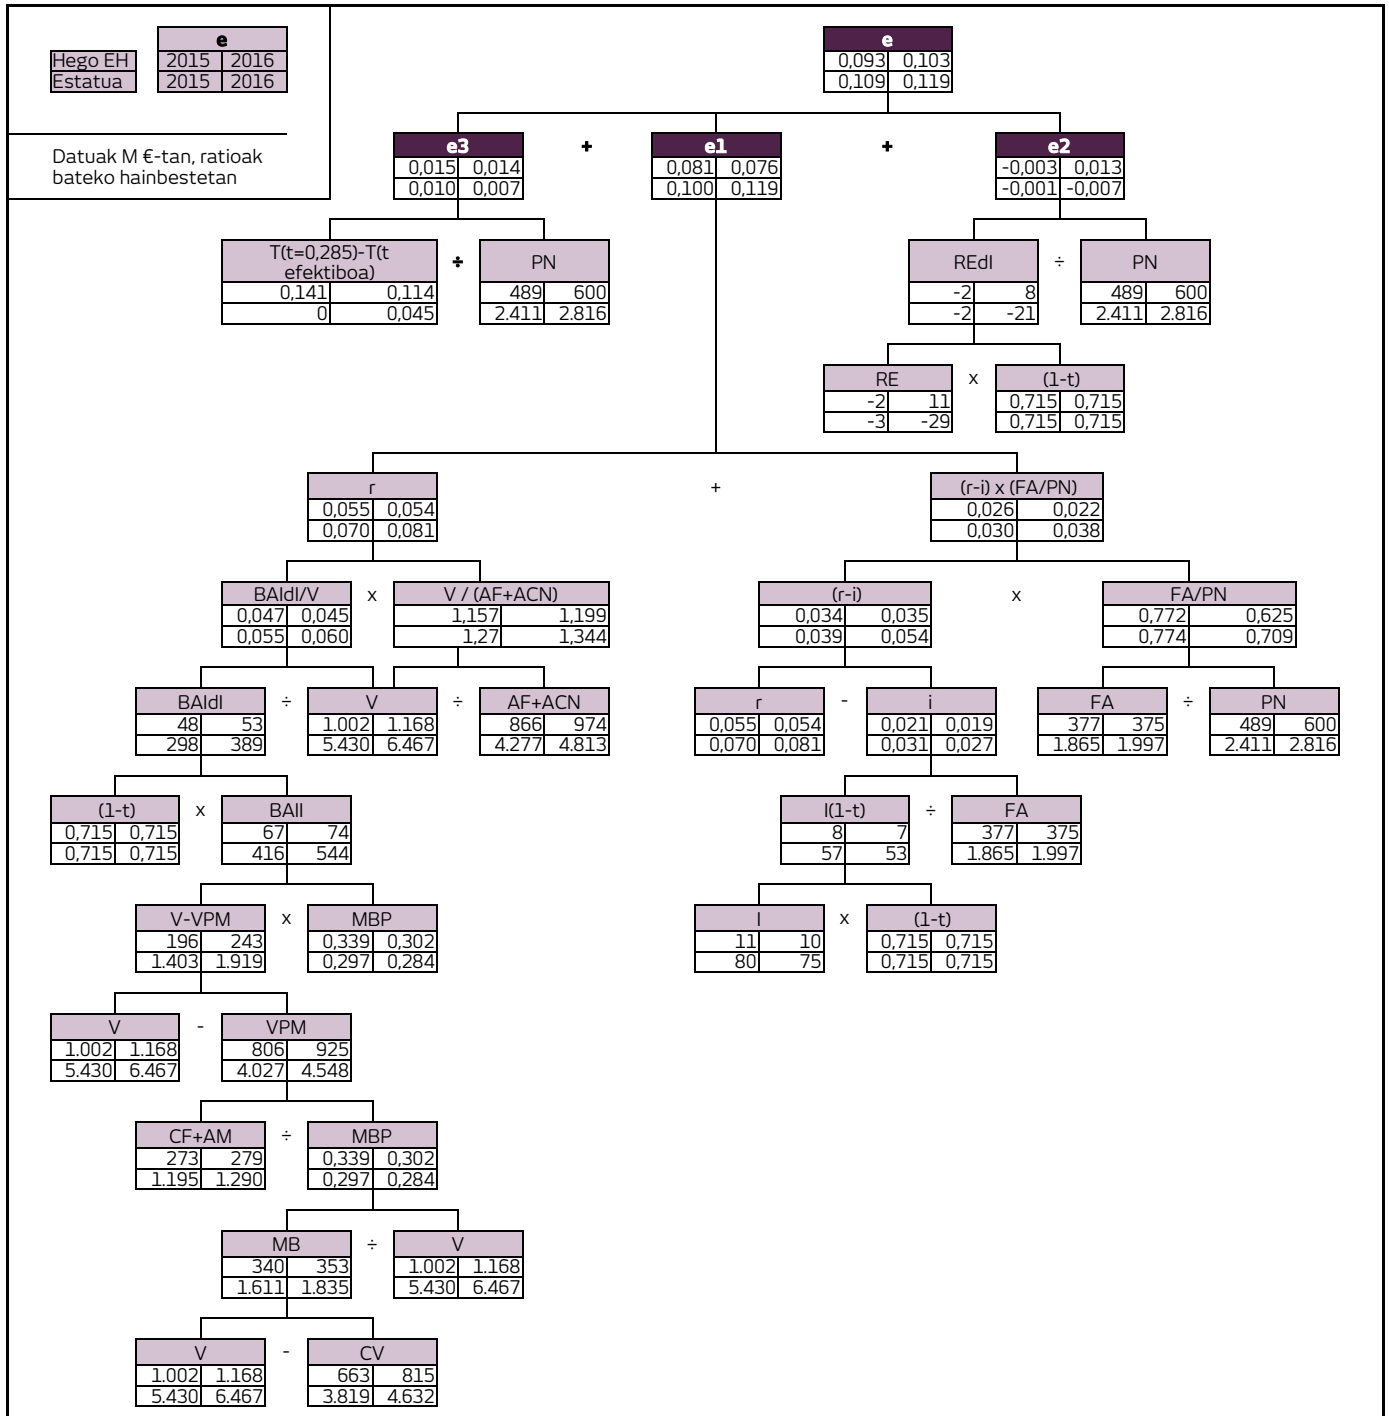 e
Hego EH 2015 2016
Estatua 2015 2016
Datuak M €-tan, ratioak
bateko hainbestetan
e
0,093 0,103
0,109 0,119
e3 + e1 + e2
0,015 0,014 0,081 0,076 -0,003 0,013
0,010 0,007 0,100 0,119 -0,001 -0,007
T(t=0,285)-T(t
efektiboa) ÷ PN REdI ÷ PN
0,141 0,114 489 600 -2 8 489 600
0 0,045 2.411 2.816 -2 -21 2.411 2.816
RE x (1-t)
-2 11 0,715 0,715
-3 -29 0,715 0,715
r + (r-i) x (FA/PN)
0,055 0,054 0,026 0,022
0,070 0,081 0,030 0,038
BAIdI/V x V / (AF+ACN) (r-i) x FA/PN
0,047 0,045 1,157 1,199 0,034 0,035 0,772 0,625
0,055 0,060 1,27 1,344 0,039 0,054 0,774 0,709
BAIdI ÷ V ÷ AF+ACN r - i FA ÷ PN
48 53 1.002 1.168 866 974 0,055 0,054 0,021 0,019 377 375 489 600
298 389 5.430 6.467 4.277 4.813 0,070 0,081 0,031 0,027 1.865 1.997 2.411 2.816
(1-t) x BAII I(1-t) ÷ FA
0,715 0,715 67 74 8 7 377 375
0,715 0,715 416 544 57 53 1.865 1.997
V-VPM x MBP I x (1-t)
196 243 0,339 0,302 11 10 0,715 0,715
1.403 1.919 0,297 0,284 80 75 0,715 0,715
V - VPM
1.002 1.168 806 925
5.430 6.467 4.027 4.548
CF+AM ÷ MBP
273 279 0,339 0,302
1.195 1.290 0,297 0,284
MB ÷ V
340 353 1.002 1.168
1.611 1.835 5.430 6.467
V - CV
1.002 1.168 663 815
5.430 6.467 3.819 4.632